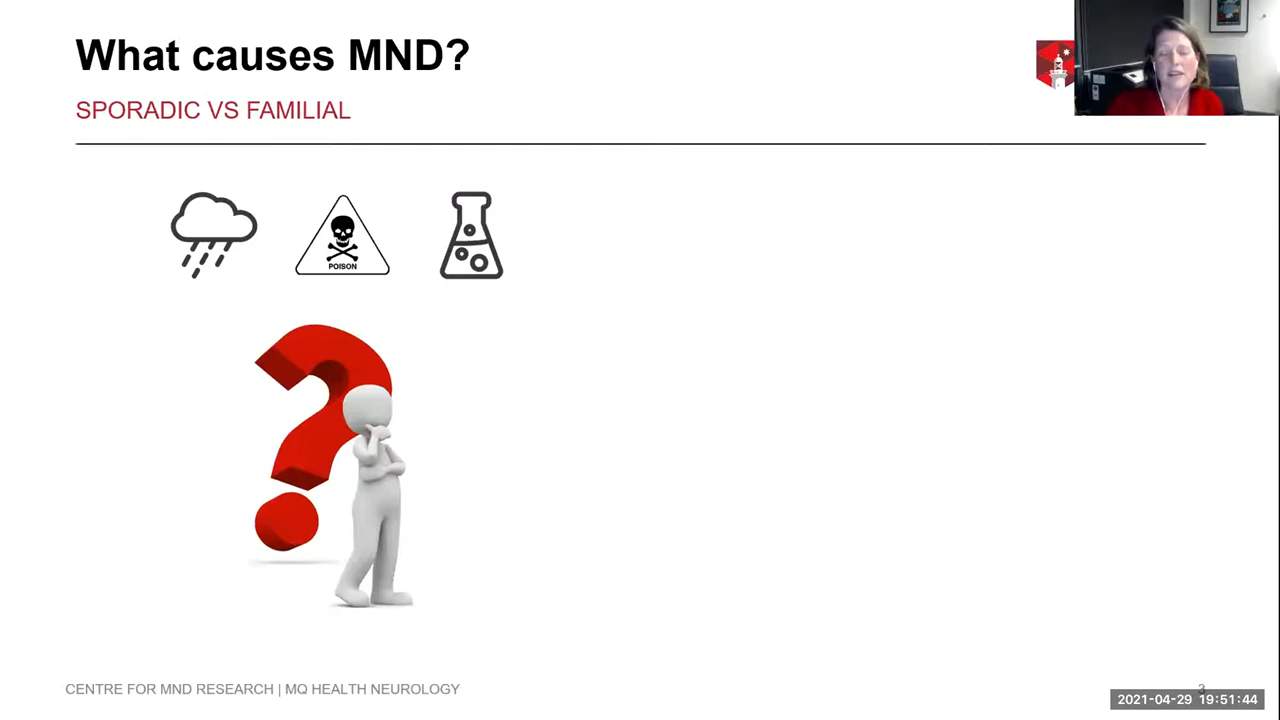 What causes MND?
SPORADIC VS FAMILIAL
POISON
CENTRE FOR MND RESEARCH | MQ HEALTH NEUROLOGY
3
2021-04-29 19:51:44